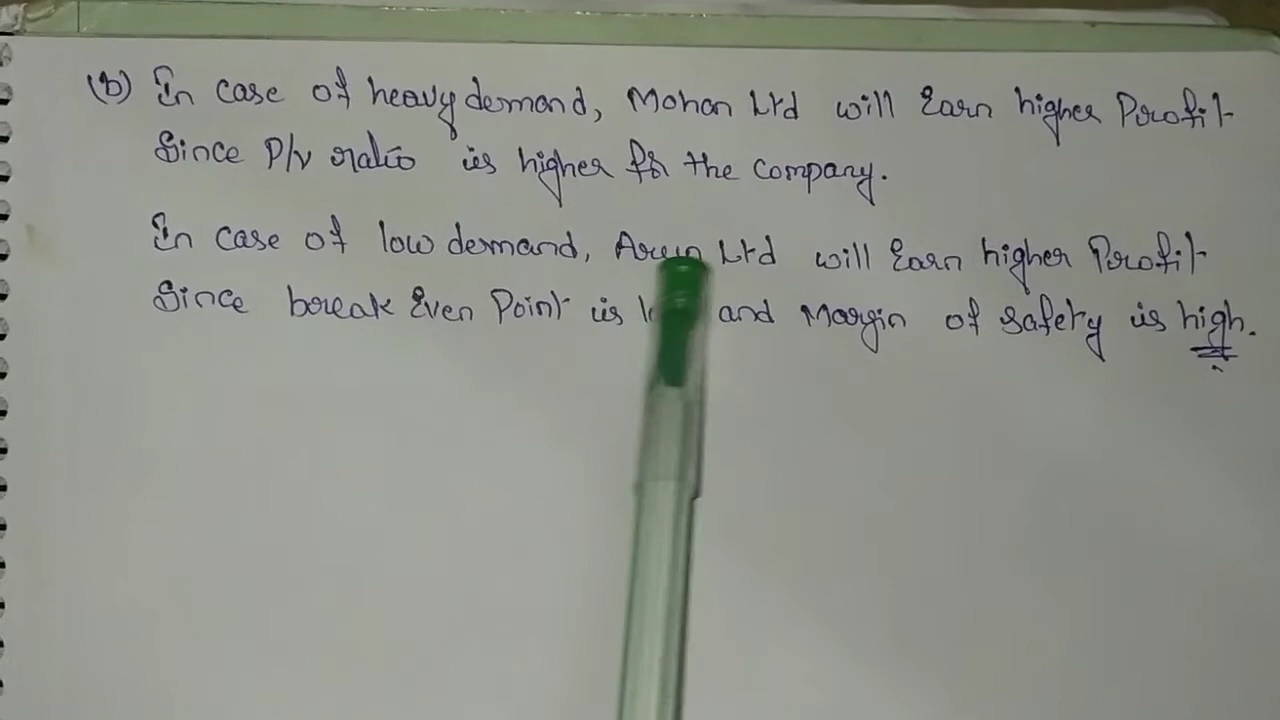 (b) In case of heavy demand, Mohan Ltd will Earn higher Profit
Since P/v ratio is higher for the company.
In case of low demand, Arun Ltd will Earn higher Profit
Since break Even Point is and Margin of safety is high.